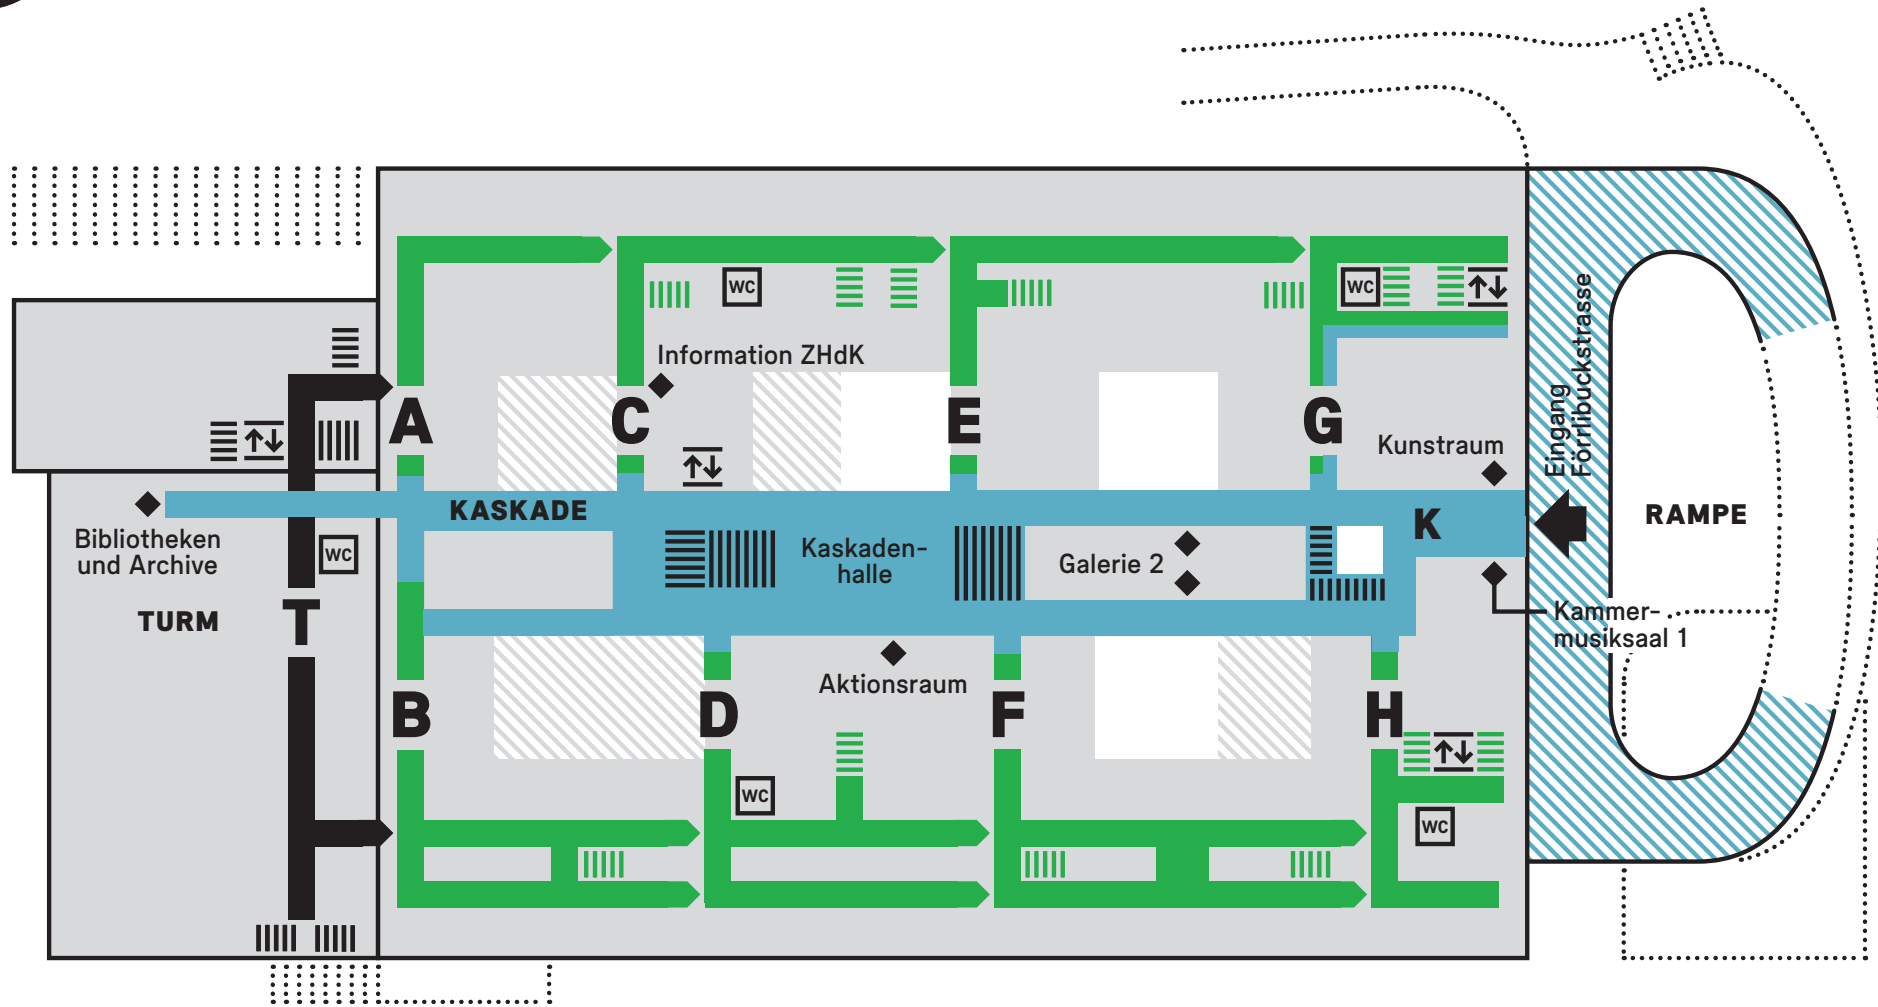 WC
WC
Information ZHdK
A
C
E
G
Kunstraum
Eingang
Förrlibuckstrasse
KASKADE
K
RAMPE
Bibliotheken
und Archive
WC
Kaskaden-
halle
Galerie 2
TURM
T
Kammer-
musiksaal 1
Aktionsraum
B
D
F
H
WC
WC